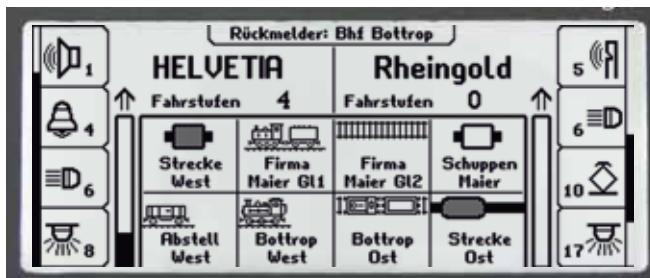 Rückmelder: Bhf Bottrop
HELVETIA
Rheingold
Fahrstufen 4
Fahrstufen 0
1
4
6
8
5
6
10
17
Strecke West
Firma Maier Gl1
Firma Maier Gl2
Schuppen Maier
Abstell West
Bottrop West
Bottrop Ost
Strecke Ost